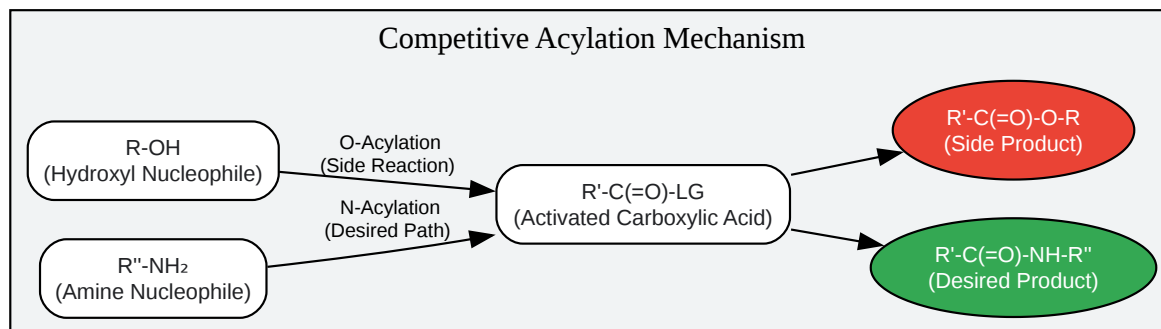 Competitive Acylation Mechanism
R-OH
(Hydroxyl Nucleophile)
O-Acylation
(Side Reaction)
N-Acylation
(Desired Path)
R''-NH₂
(Amine Nucleophile)
R'-C(=O)-LG
(Activated Carboxylic Acid)
R'-C(=O)-O-R
(Side Product)
R'-C(=O)-NH-R''
(Desired Product)